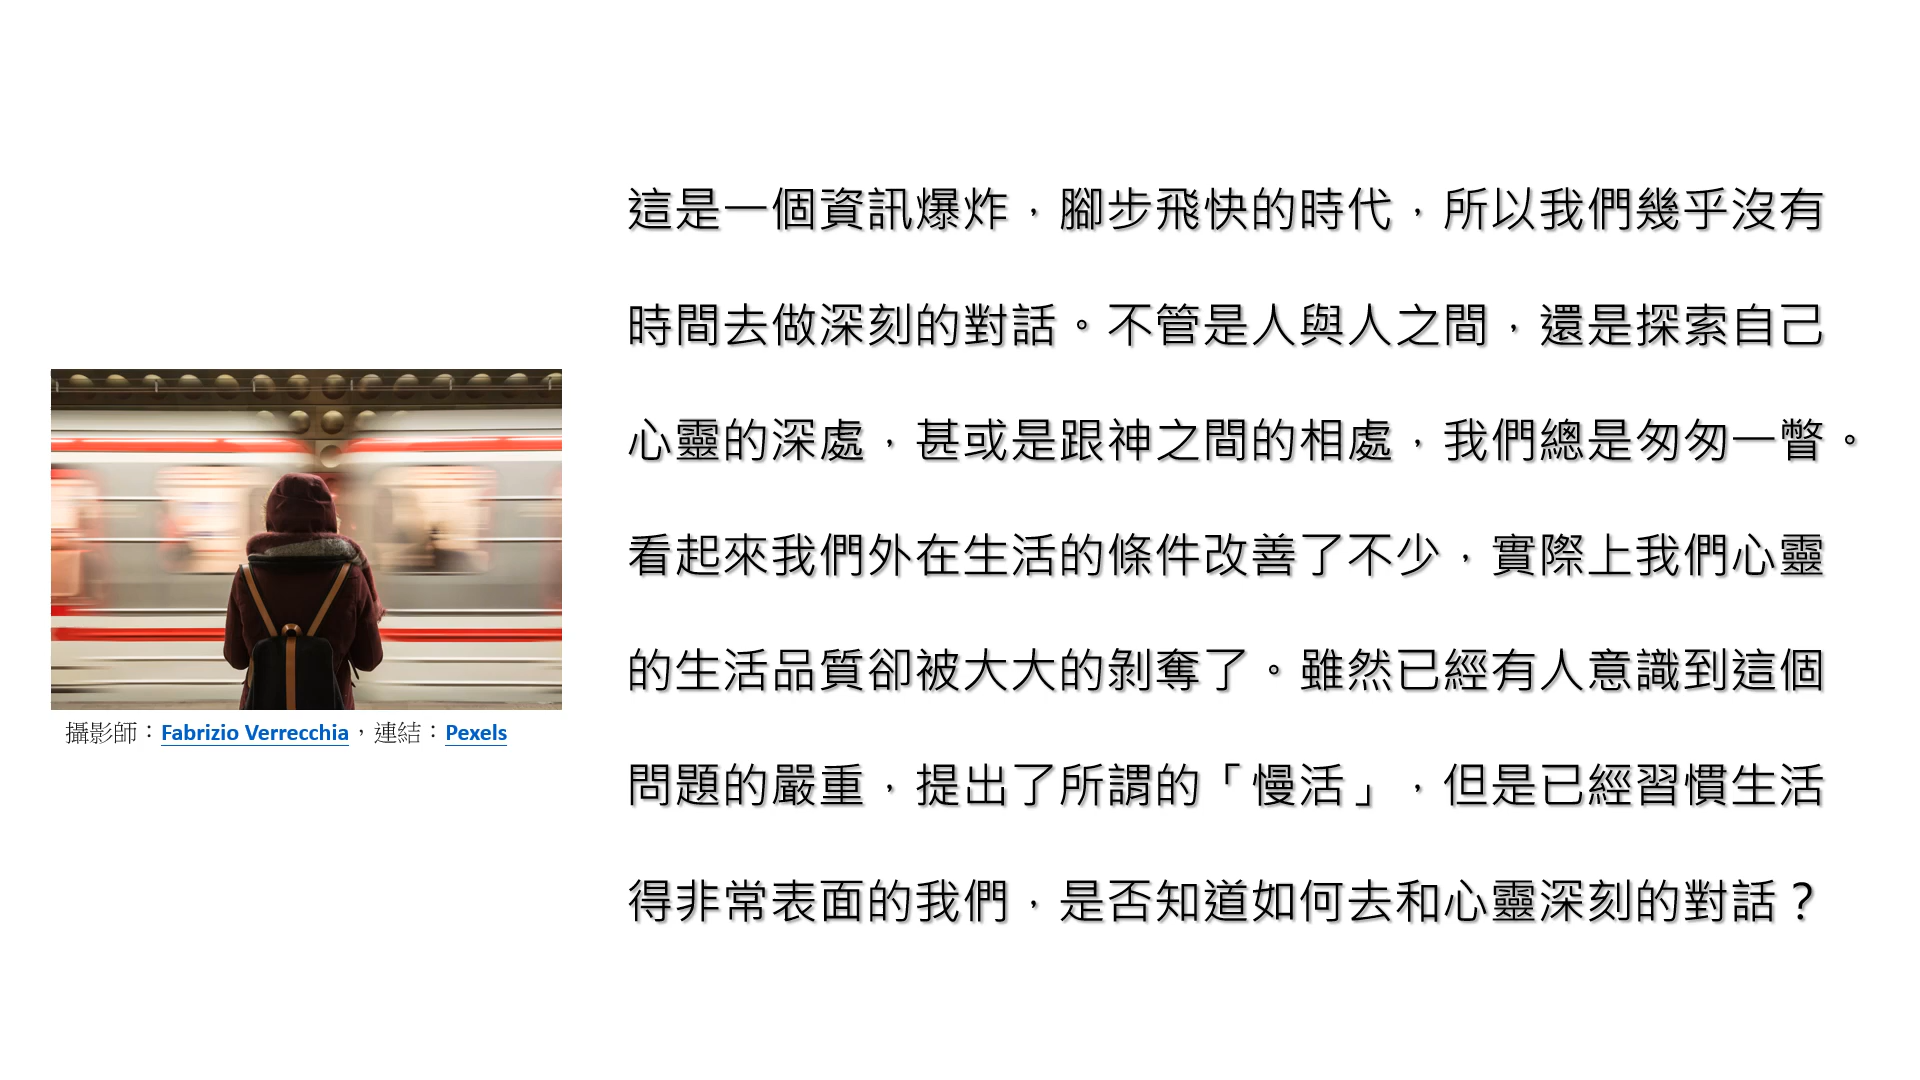 這是一個資訊爆炸，腳步飛快的時代，所以我們幾乎沒有
時間去做深刻的對話。不管是人與人之間，還是探索自己
心靈的深處，甚或是跟神之間的相處，我們總是匆匆一瞥。
看起來我們外在生活的條件改善了不少，實際上我們心靈
的生活品質卻被大大的剝奪了。雖然已經有人意識到這個
問題的嚴重，提出了所謂的「慢活」，但是已經習慣生活
得非常表面的我們，是否知道如何去和心靈深刻的對話？
攝影師：Fabrizio Verrecchia，連結：Pexels